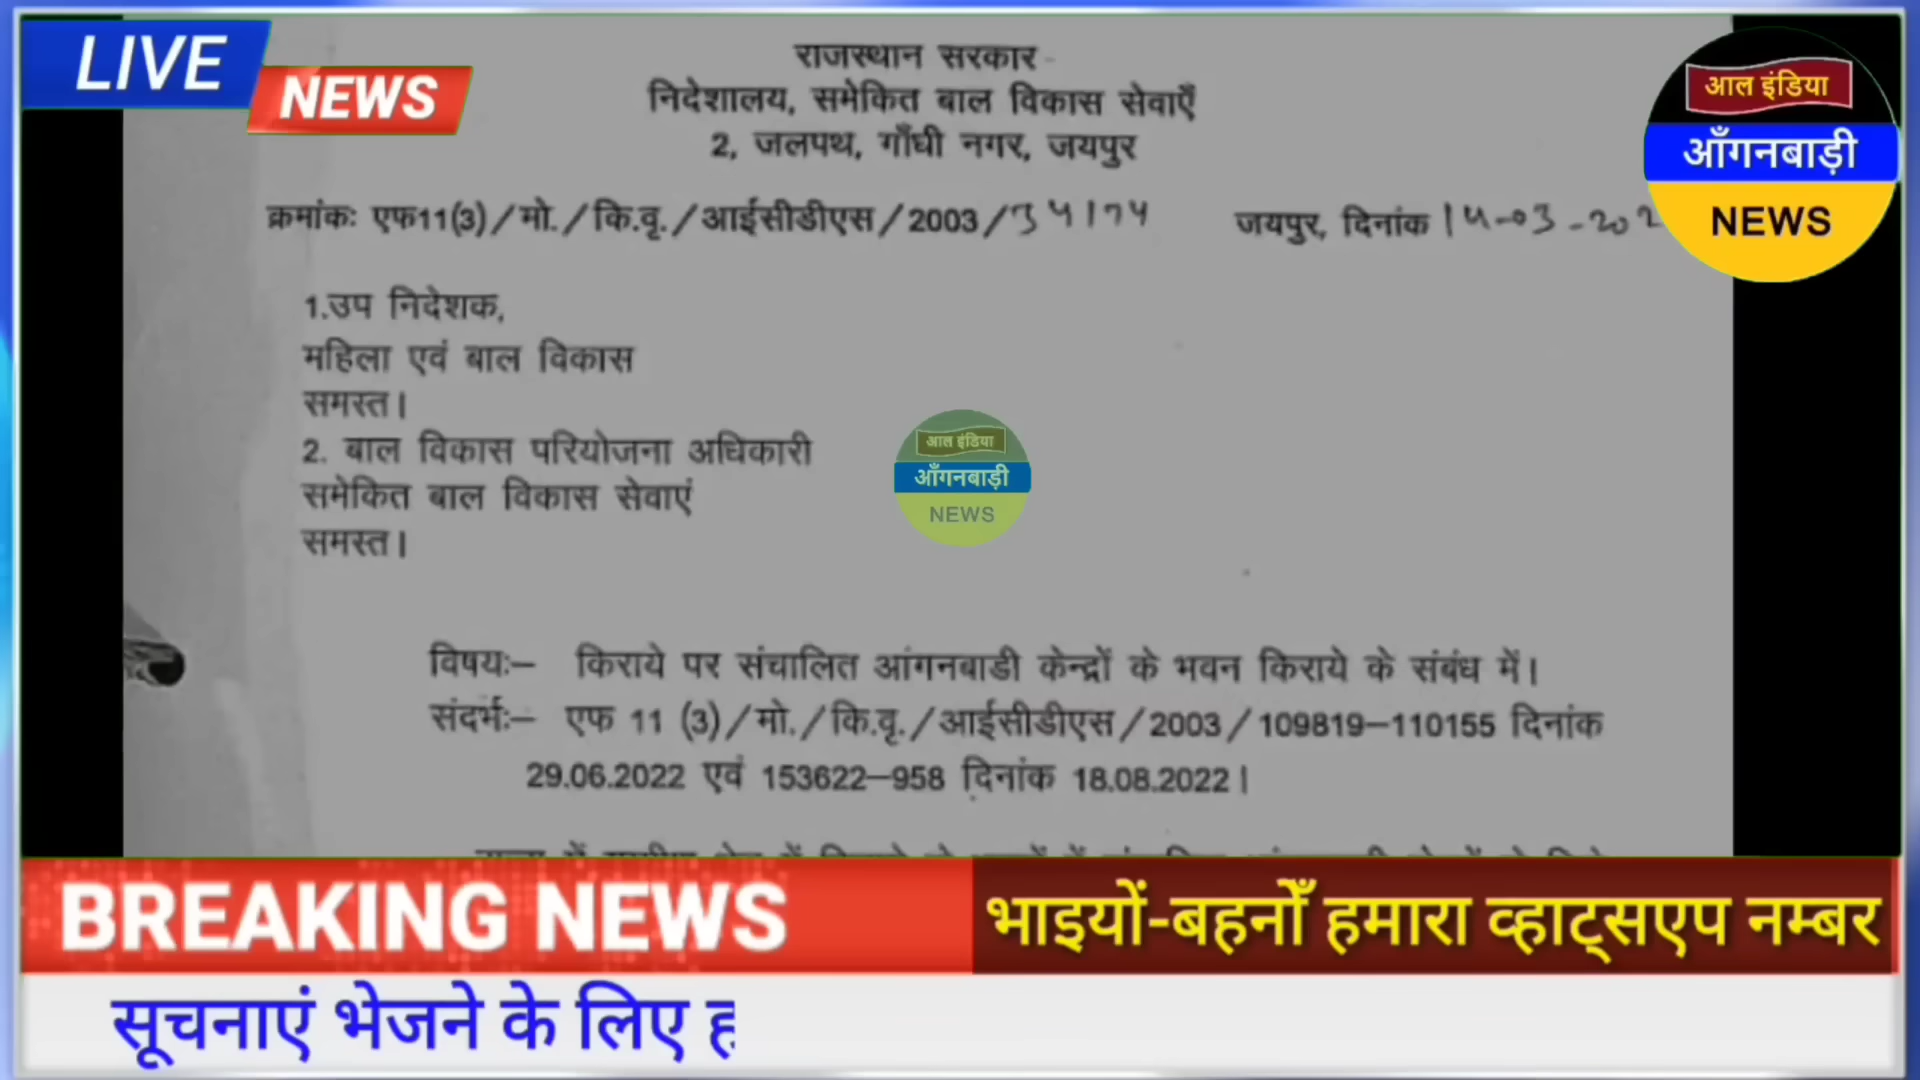 LIVE
NEWS
राजस्थान सरकार
निदेशालय, समेकित बाल विकास सेवाएँ
2, जलपथ, गाँधी नगर, जयपुर
आल इंडिया
आँगनबाड़ी
NEWS
क्रमांकः एफ11(3)/मो./कि.वृ./आईसीडीएस/2003/
जयपुर, दिनांक
1.उप निदेशक,
महिला एवं बाल विकास
समस्त।
2. बाल विकास परियोजना अधिकारी
समेकित बाल विकास सेवाएं
समस्त।
आल इंडिया
आँगनबाड़ी
NEWS
विषयः– किराये पर संचालित आंगनबाडी केन्द्रों के भवन किराये के संबंध में।
संदर्भः– एफ 11 (3)/मो./कि.वृ./आईसीडीएस/2003/109819–110155 दिनांक
29.06.2022 एवं 153622–958 दिनांक 18.08.2022।
BREAKING NEWS
भाइयों-बहनोँ हमारा व्हाट्सएप नम्बर
सूचनाएं भेजने के लिए ह